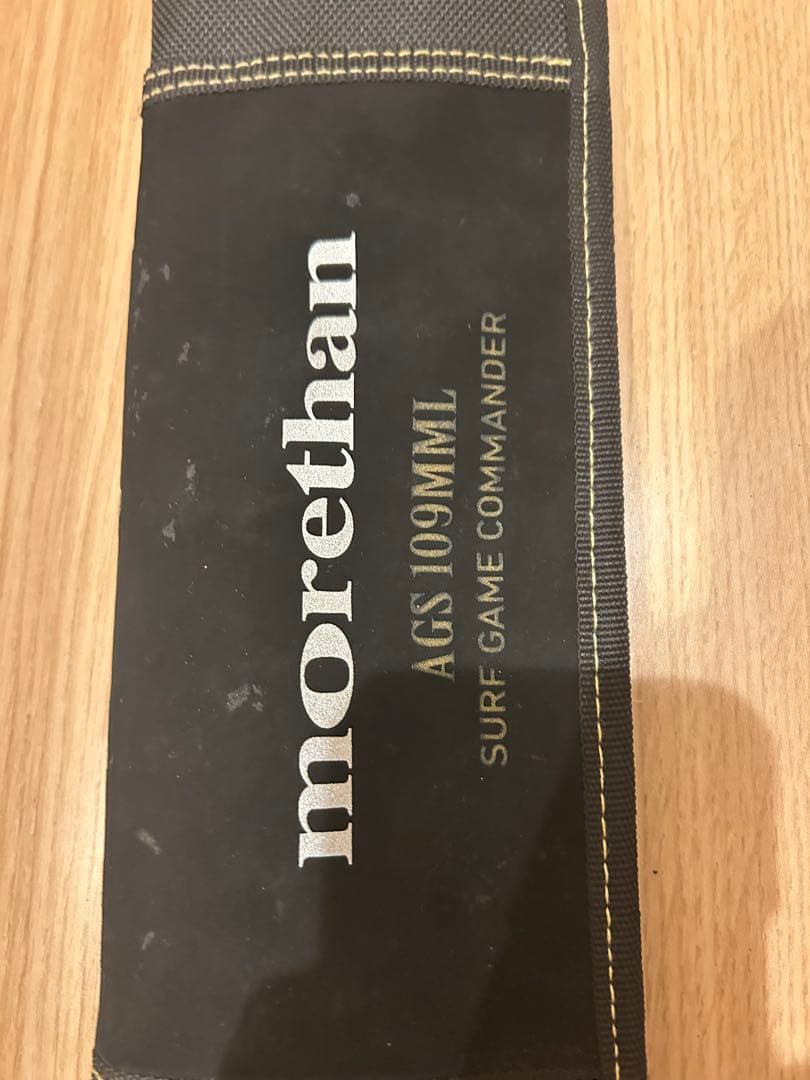 morethan
AGS 109MML
SURF GAME COMMANDER